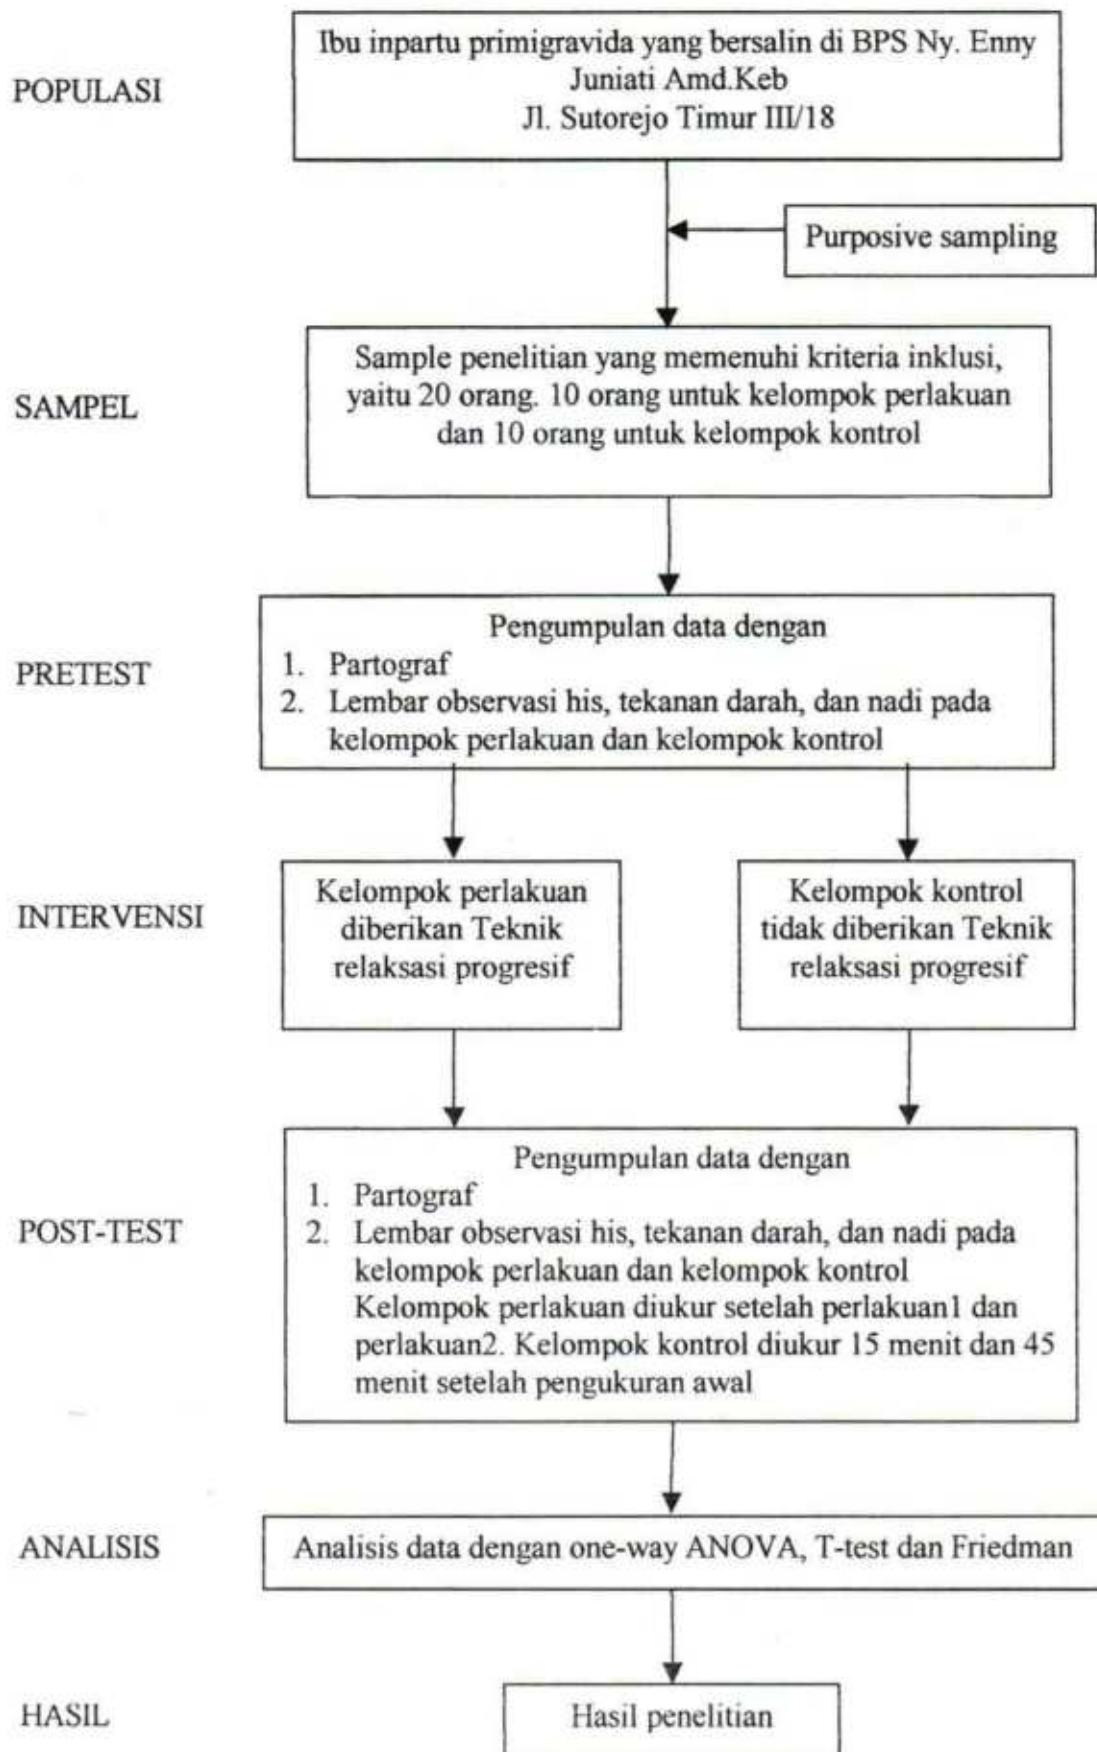 POPULASI
Ibu inpartu primigravida yang bersalin di BPS Ny. Enny
Juniati Amd.Keb
Jl. Sutorejo Timur III/18
Purposive sampling
SAMPEL
Sample penelitian yang memenuhi kriteria inklusi,
yaitu 20 orang. 10 orang untuk kelompok perlakuan
dan 10 orang untuk kelompok kontrol
PRETEST
Pengumpulan data dengan
1. Partograf
2. Lembar observasi his, tekanan darah, dan nadi pada
kelompok perlakuan dan kelompok kontrol
INTERVENSI
Kelompok perlakuan
diberikan Teknik
relaksasi progresif
Kelompok kontrol
tidak diberikan Teknik
relaksasi progresif
POST-TEST
Pengumpulan data dengan
1. Partograf
2. Lembar observasi his, tekanan darah, dan nadi pada
kelompok perlakuan dan kelompok kontrol
Kelompok perlakuan diukur setelah perlakuan1 dan
perlakuan2. Kelompok kontrol diukur 15 menit dan 45
menit setelah pengukuran awal
ANALISIS
Analisis data dengan one-way ANOVA, T-test dan Friedman
HASIL
Hasil penelitian